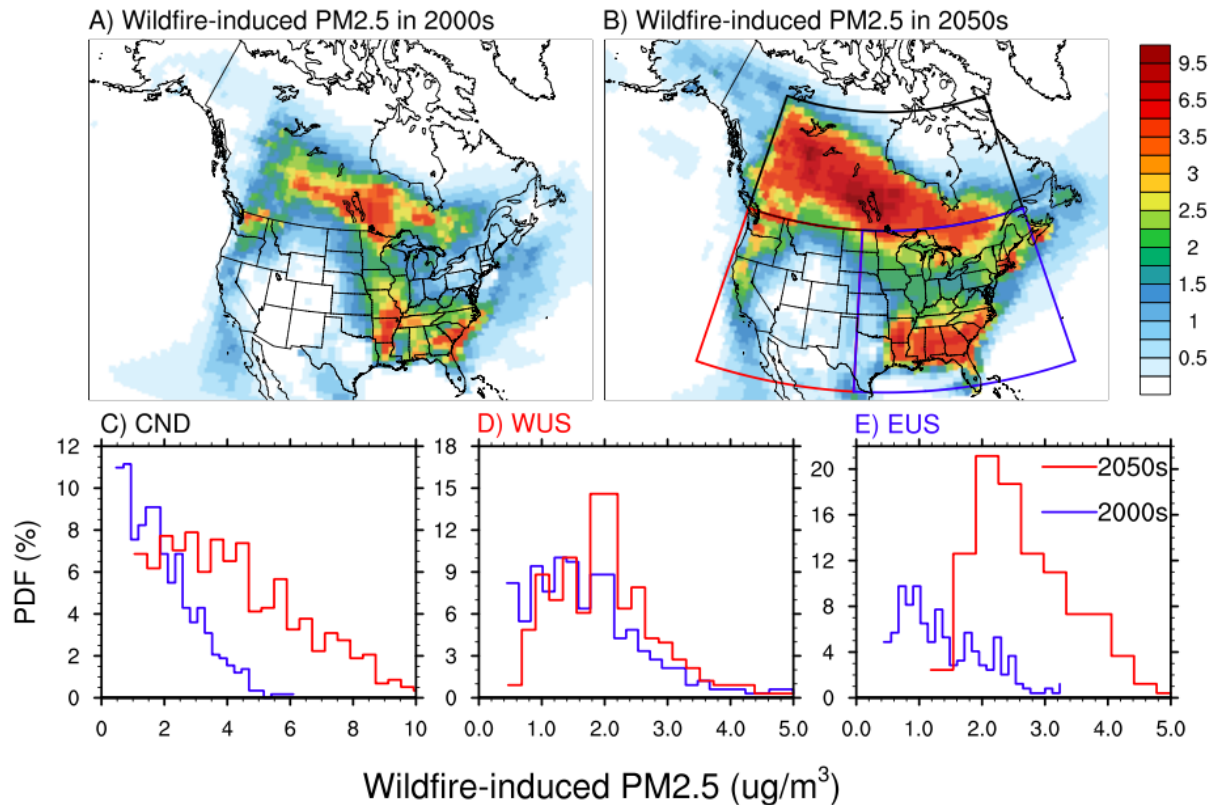 A) Wildfire-induced PM2.5 in 2000s
B) Wildfire-induced PM2.5 in 2050s
9.5
6.5
3.5
3
2.5
2
1.5
1
0.5
C) CND
D) WUS
E) EUS
PDF (%)
12
10
8
6
4
2
0
0 2 4 6 8 10
18
15
12
9
6
3
0
0.0 1.0 2.0 3.0 4.0 5.0
20
16
12
8
4
0
0.0 1.0 2.0 3.0 4.0 5.0
2050s
2000s
Wildfire-induced PM2.5 (ug/m³)